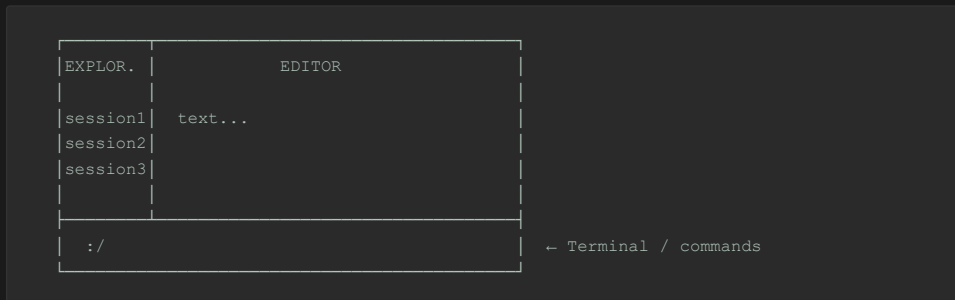 EXPLOR. EDITOR
session1 text...
session2
session3
:/ ← Terminal / commands